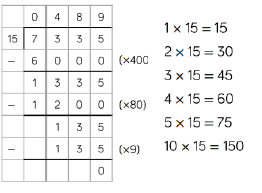 0 4 8 9
15 7 3 3 5
– 6 0 0 0 (×400
1 3 3 5
– 1 2 0 0 (×80)
1 3 5
– 1 3 5 (×9)
0
1 × 15 = 15
2 × 15 = 30
3 × 15 = 45
4 × 15 = 60
5 × 15 = 75
10 × 15 = 150